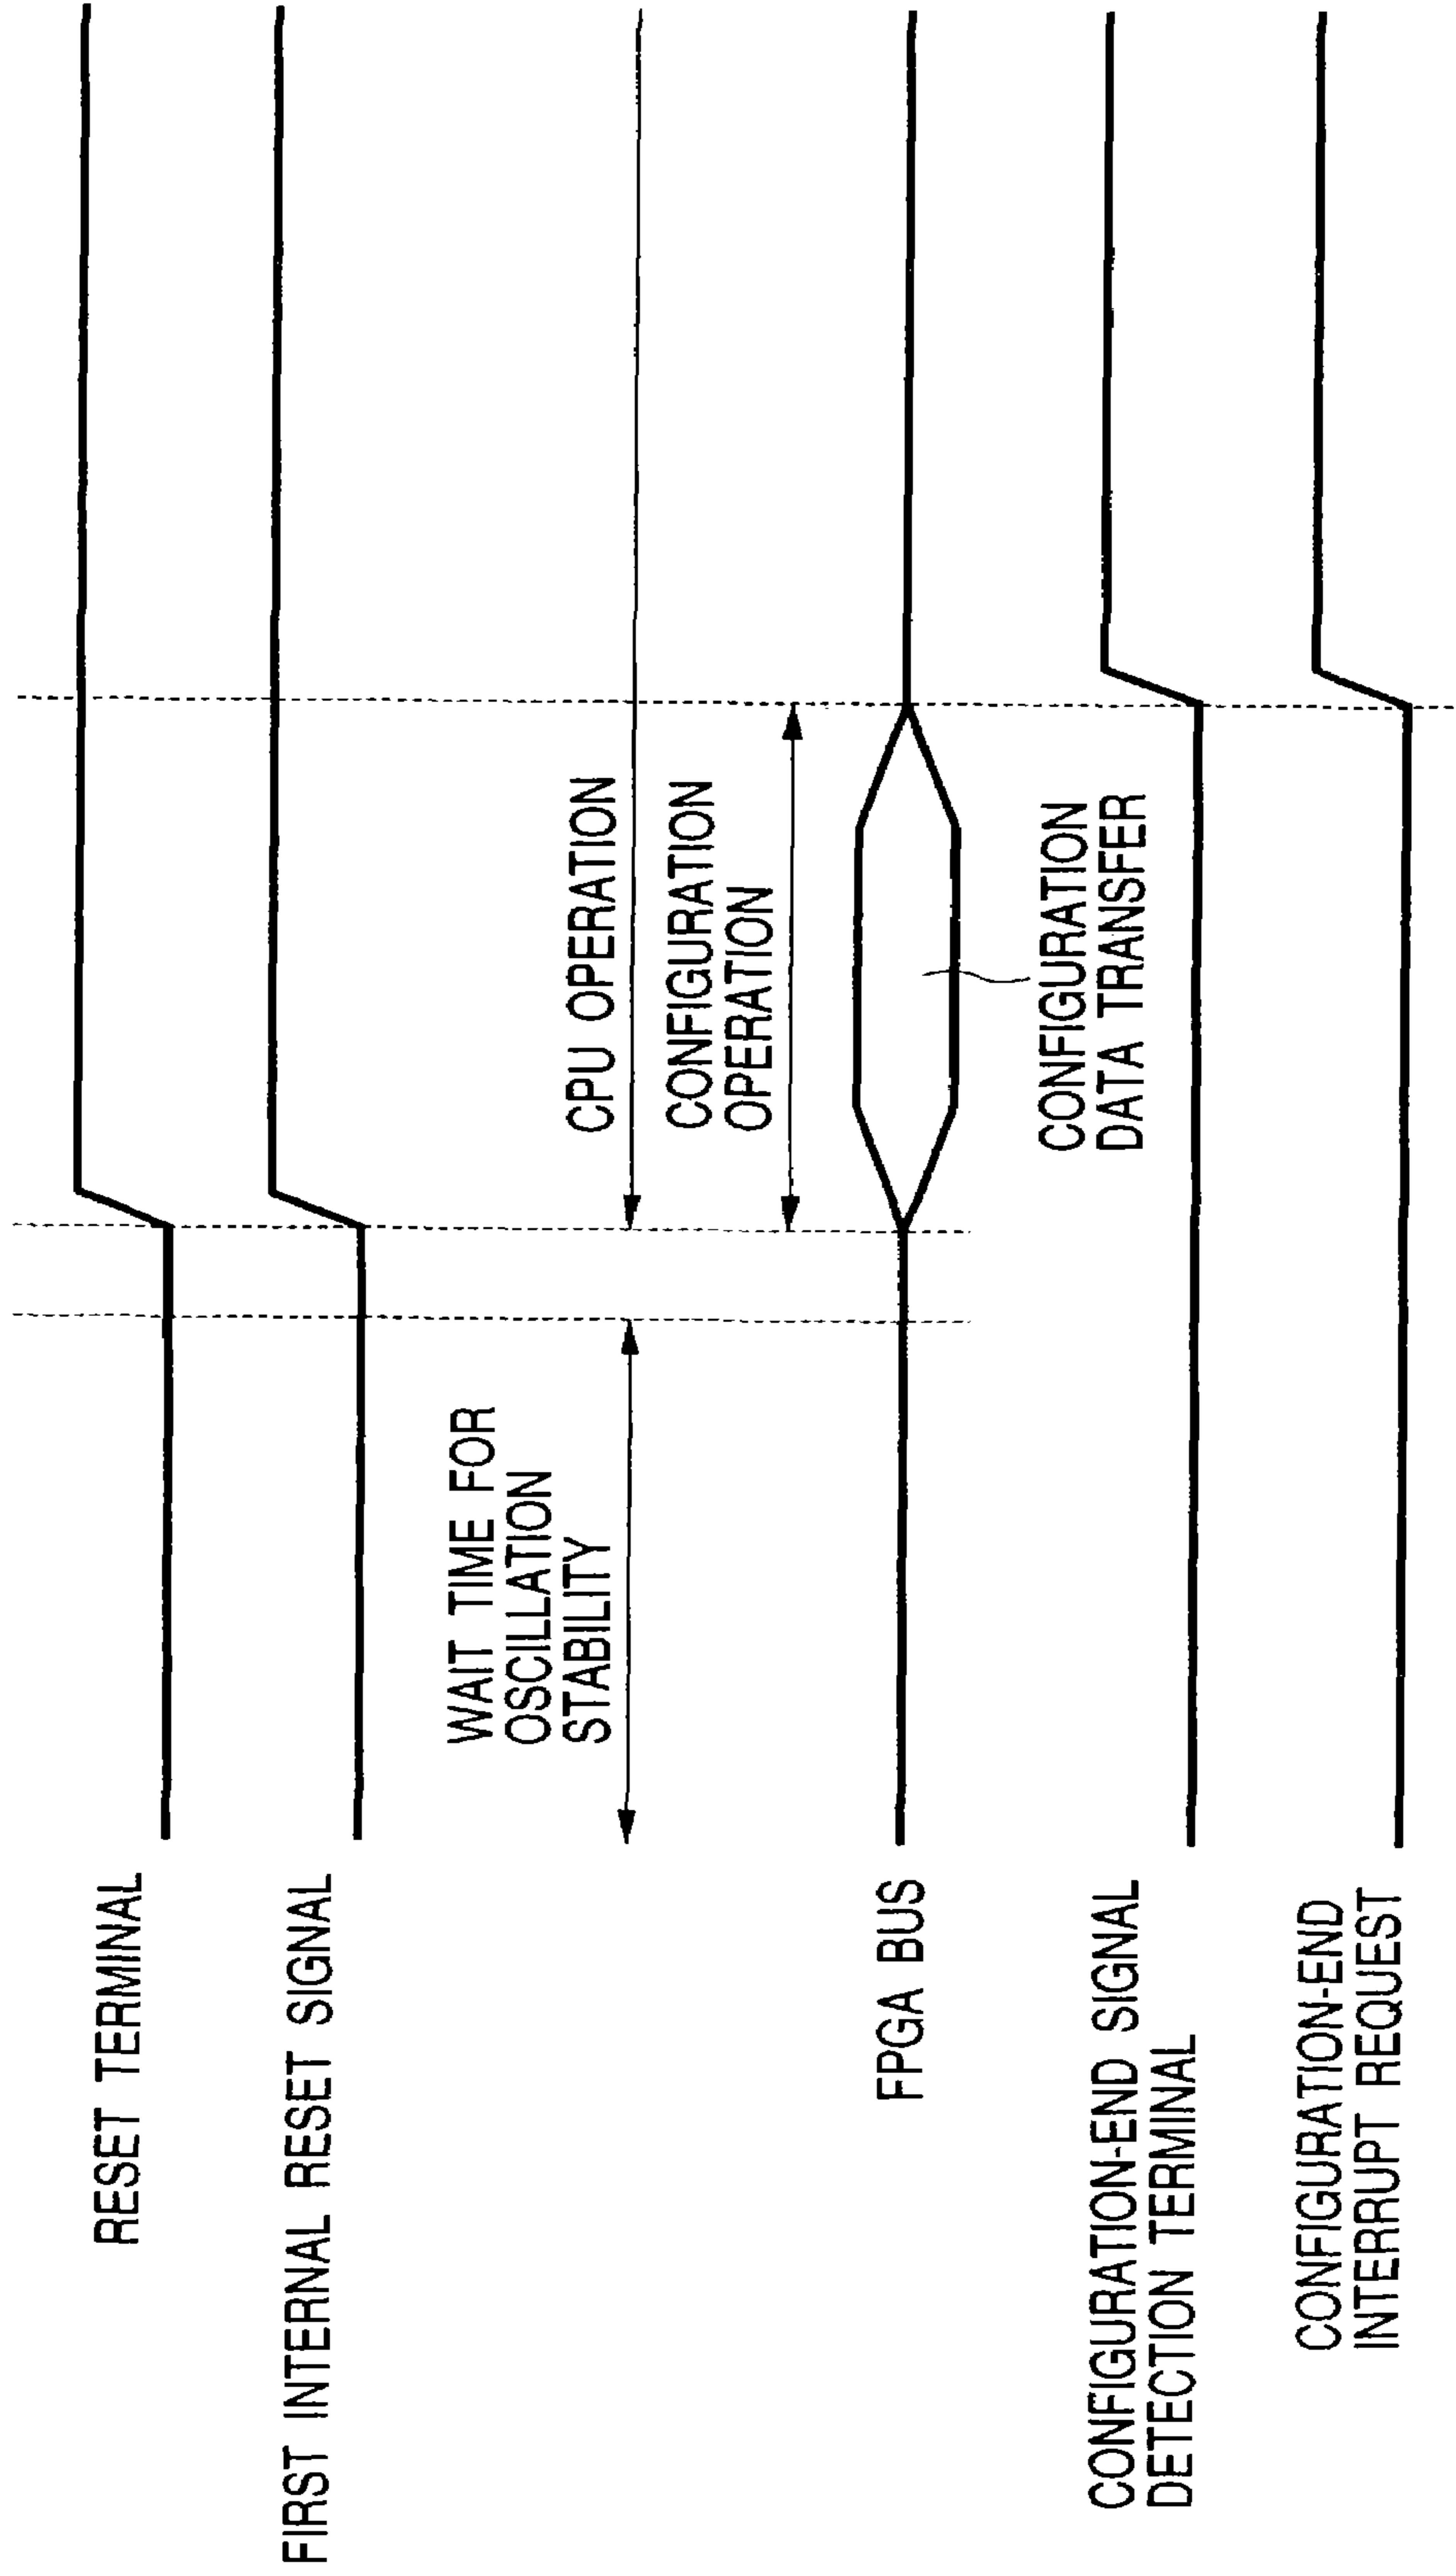 RESET TERMINAL
FIRST INTERNAL RESET SIGNAL
WAIT TIME FOR
OSCILLATION
STABILITY
CPU OPERATION
CONFIGURATION
OPERATION
FPGA BUS
CONFIGURATION
DATA TRANSFER
CONFIGURATION-END SIGNAL
DETECTION TERMINAL
CONFIGURATION-END
INTERRUPT REQUEST